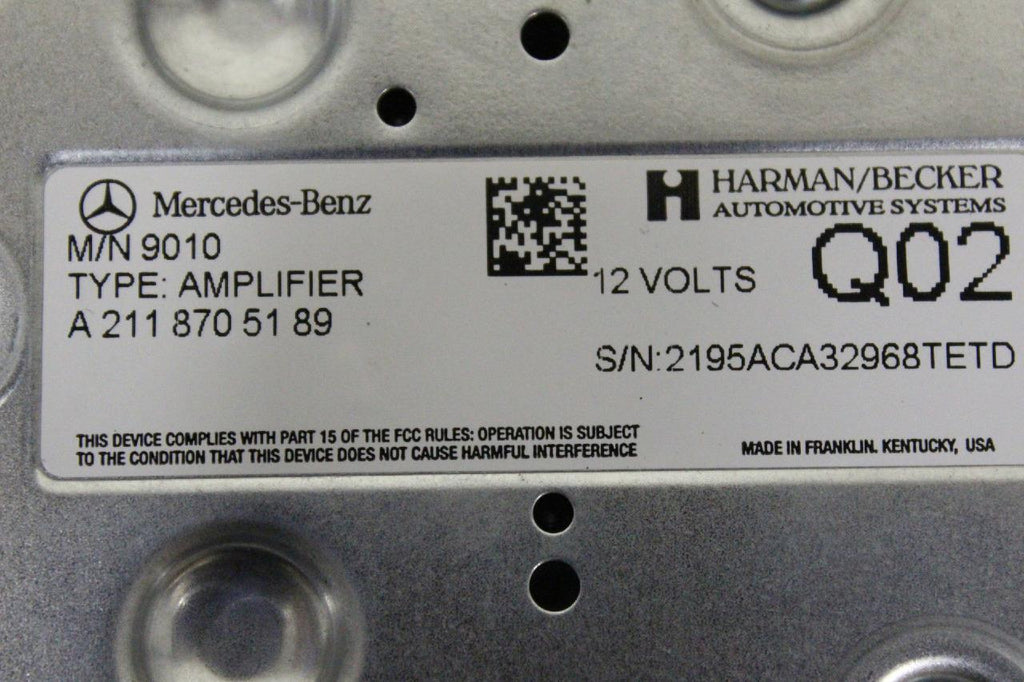 Mercedes-Benz
M/N 9010
TYPE: AMPLIFIER
A 211 870 51 89
HARMAN/BECKER
AUTOMOTIVE SYSTEMS
12 VOLTS
Q02
S/N:2195ACA32968TETD
THIS DEVICE COMPLIES WITH PART 15 OF THE FCC RULES: OPERATION IS SUBJECT
TO THE CONDITION THAT THIS DEVICE DOES NOT CAUSE HARMFUL INTERFERENCE
MADE IN FRANKLIN. KENTUCKY, USA